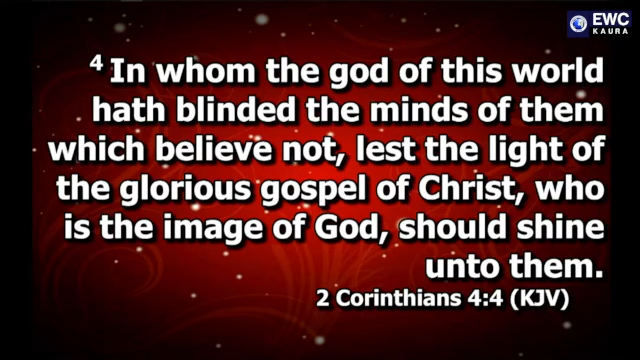 EWC
KAURA
4 In whom the god of this world
hath blinded the minds of them
which believe not, lest the light of
the glorious gospel of Christ, who
is the image of God, should shine
unto them.
2 Corinthians 4:4 (KJV)